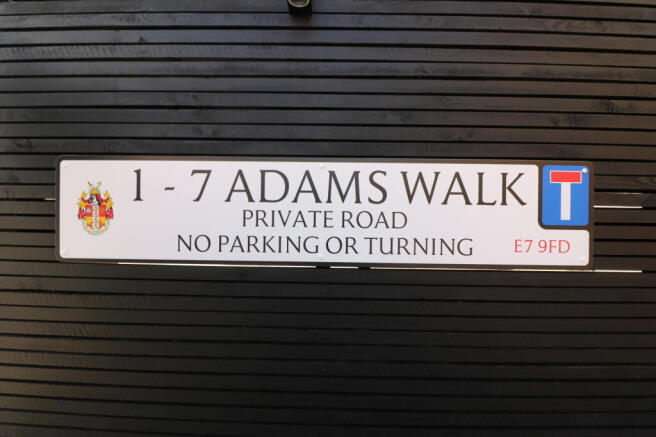 1 - 7 ADAMS WALK
PRIVATE ROAD
NO PARKING OR TURNING
E7 9FD